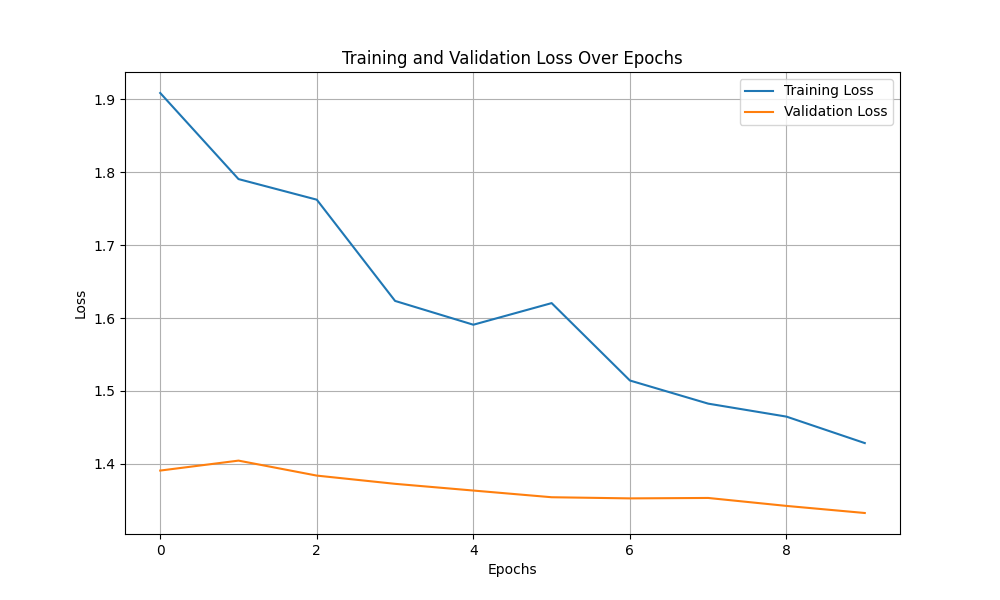 Training and Validation Loss Over Epochs
Training Loss
Validation Loss
1.9
1.8
1.7
1.6
1.5
1.4
Loss
0 2 4 6 8
Epochs